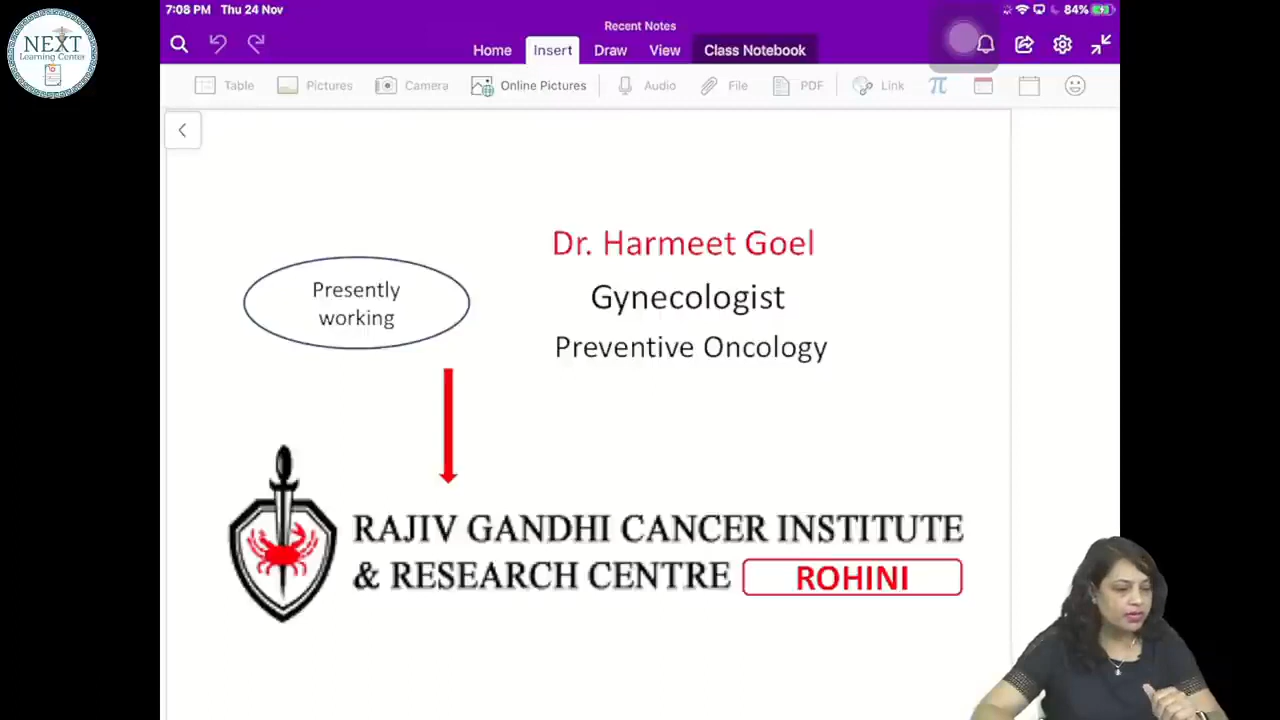 7:08 PM Thu 24 Nov
84%
NEXT
Learning Center
Recent Notes
Home Insert Draw View Class Notebook
Table Pictures Camera Online Pictures Audio File PDF Link π
Dr. Harmeet Goel
Gynecologist
Preventive Oncology
Presently
working
RAJIV GANDHI CANCER INSTITUTE
& RESEARCH CENTRE ROHINI